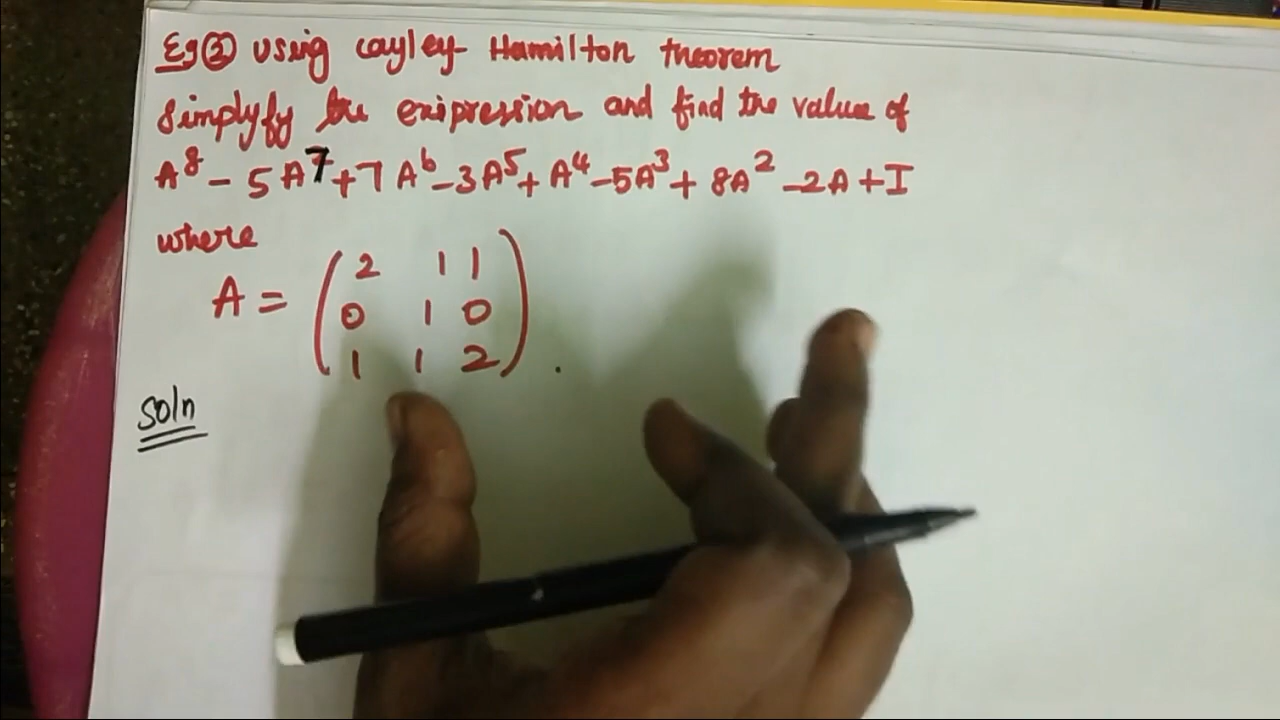 Eg② using cayley Hamilton theorem
simplyfy the exipression and find the value of
A⁸ - 5A⁷ + 7A⁶ - 3A⁵ + A⁴ - 5A³ + 8A² - 2A + I
where
A = ( 2 1 1
0 1 0
1 1 2 ) .
Soln